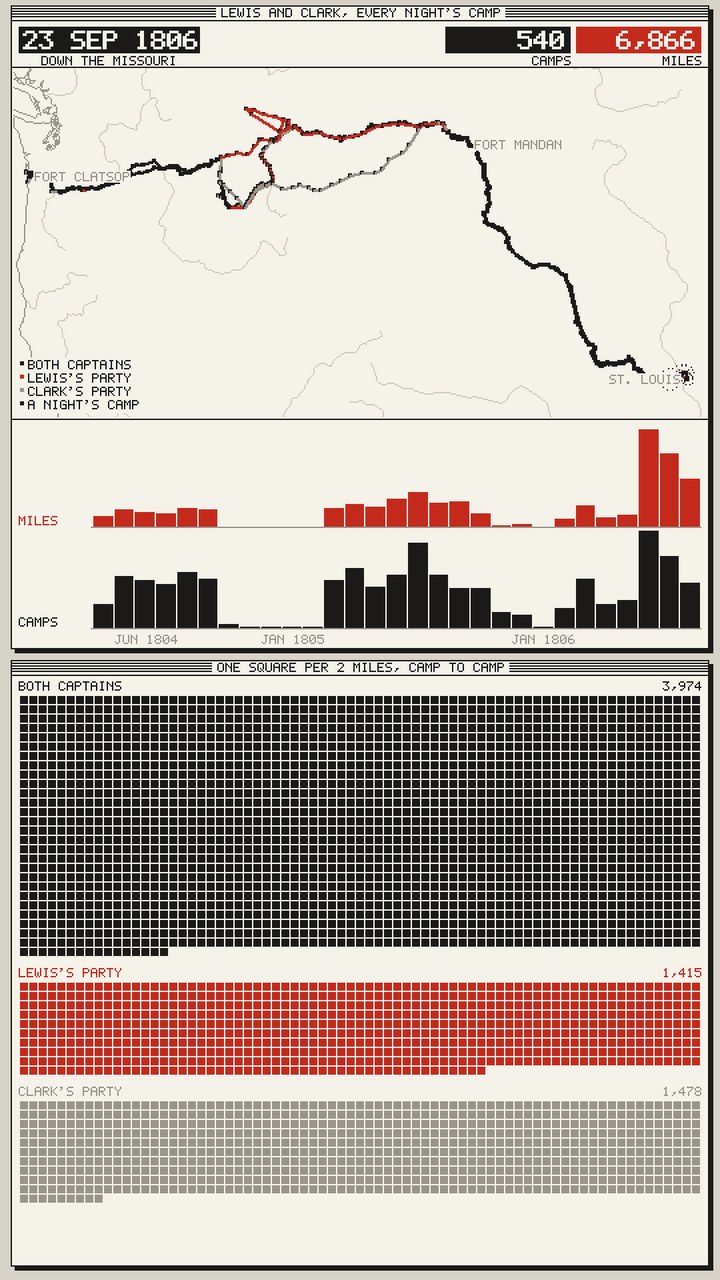 LEWIS AND CLARK, EVERY NIGHT'S CAMP
23 SEP 1806
540
6,866
DOWN THE MISSOURI
CAMPS
MILES
FORT MANDAN
FORT CLATSOP
BOTH CAPTAINS
LEWIS'S PARTY
CLARK'S PARTY
A NIGHT'S CAMP
ST. LOUIS
MILES
CAMPS
JUN 1804
JAN 1805
JAN 1806
ONE SQUARE PER 2 MILES, CAMP TO CAMP
BOTH CAPTAINS 3,974
LEWIS'S PARTY 1,415
CLARK'S PARTY 1,478